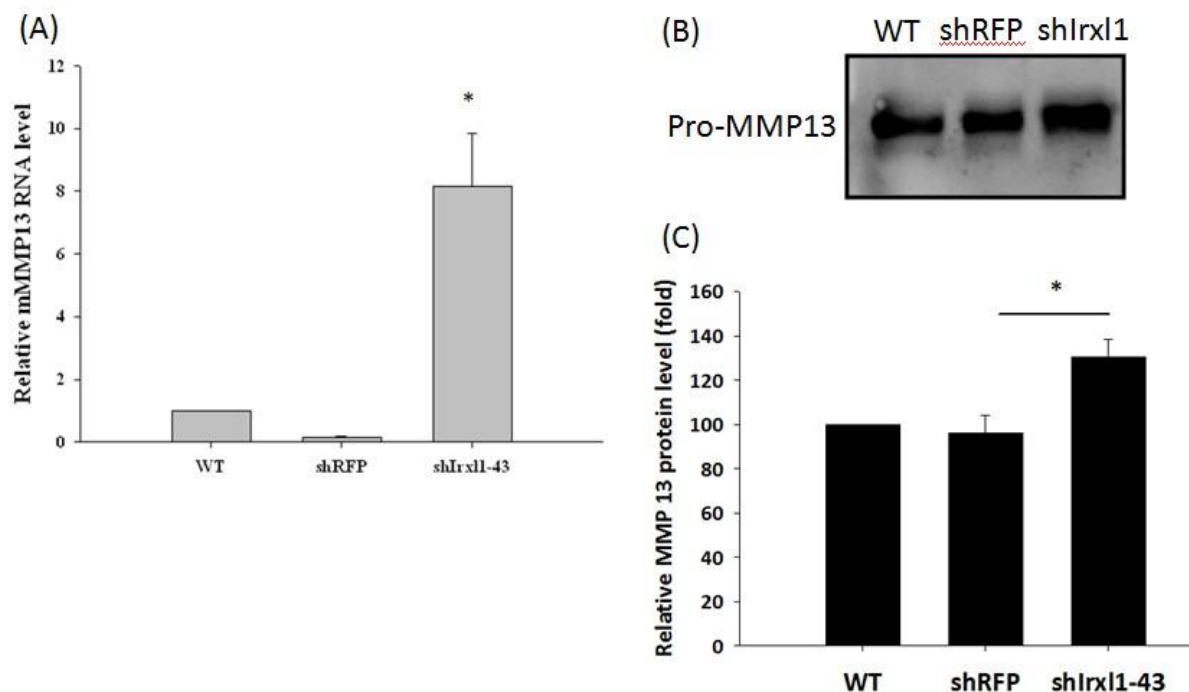 (A)
Relative mMMP13 RNA level
12
10
8
6
4
2
0
*
WT shRFP shIrxl1-43
(B)
WT shRFP shIrxl1
Pro-MMP13
(C)
Relative MMP 13 protein level (fold)
160
140
120
100
80
60
40
20
0
*
WT shRFP shIrxl1-43